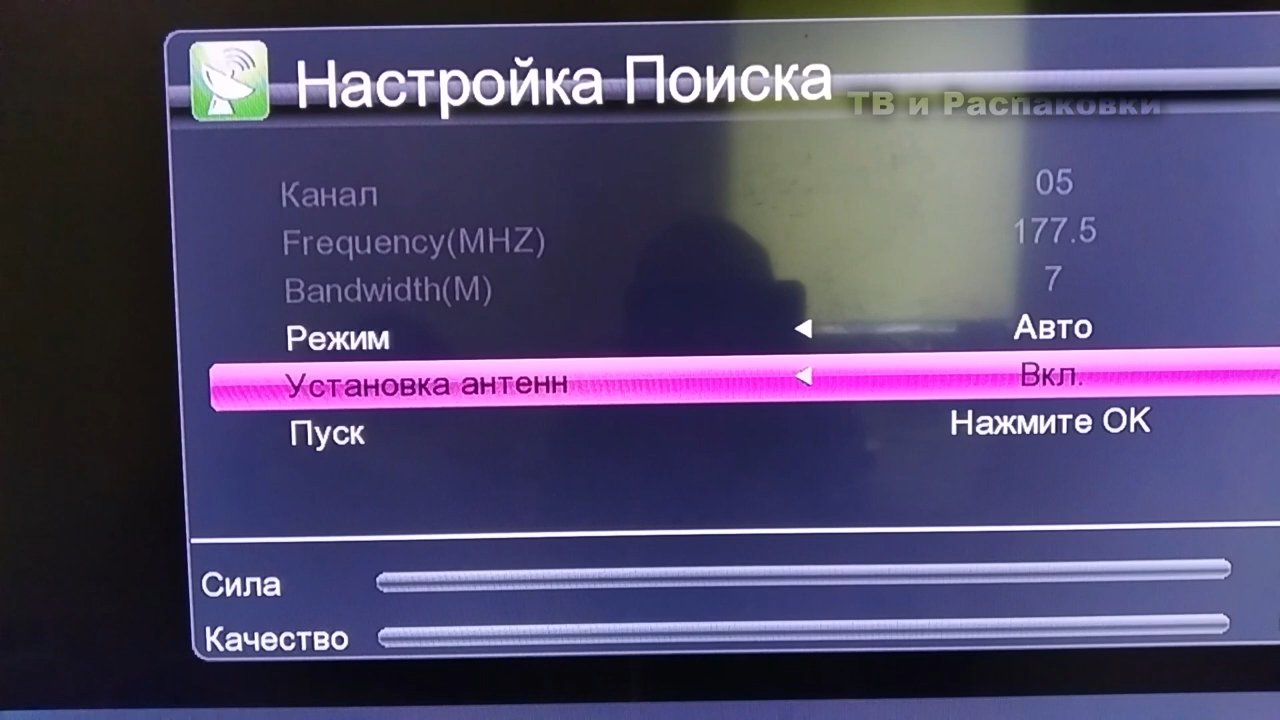 Настройка Поиска
ТВ и Распаковки
Канал 05
Frequency(MHZ) 177.5
Bandwidth(M) 7
Режим Авто
Установка антенн Вкл.
Пуск Нажмите OK
Сила
Качество